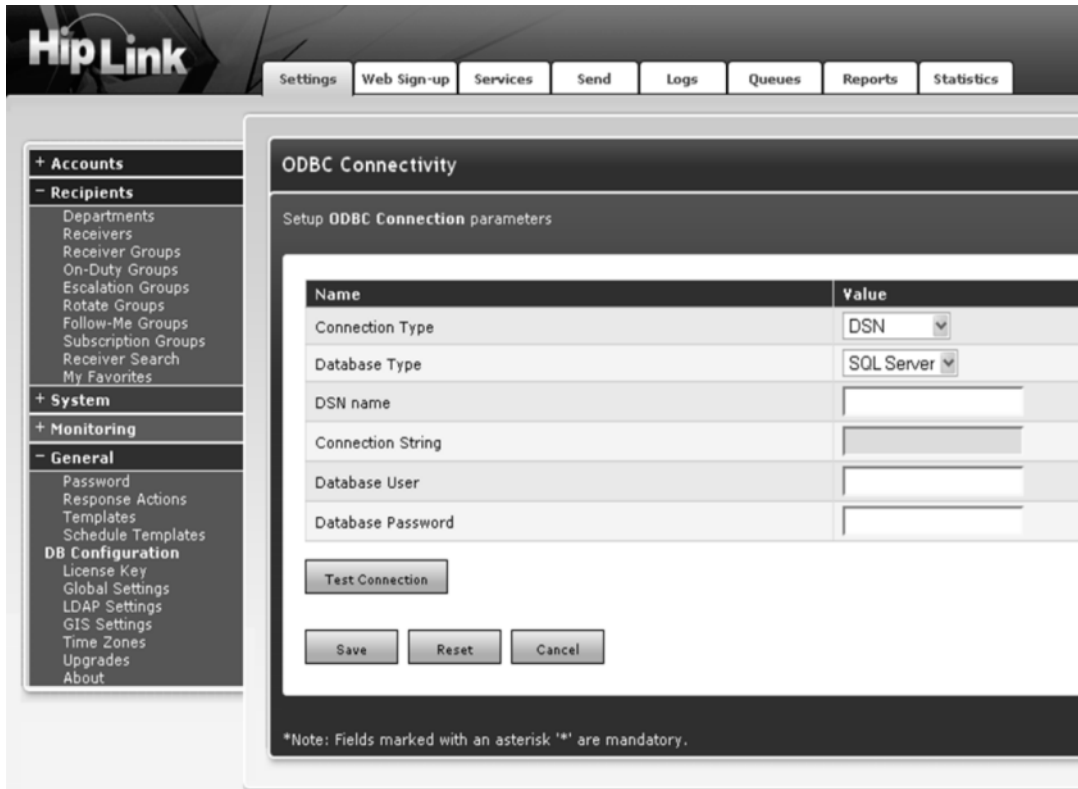 HipLink
Settings Web Sign-up Services Send Logs Queues Reports Statistics
+ Accounts
− Recipients
Departments
Receivers
Receiver Groups
On-Duty Groups
Escalation Groups
Rotate Groups
Follow-Me Groups
Subscription Groups
Receiver Search
My Favorites
+ System
+ Monitoring
− General
Password
Response Actions
Templates
Schedule Templates
DB Configuration
License Key
Global Settings
LDAP Settings
GIS Settings
Time Zones
Upgrades
About
ODBC Connectivity
Setup ODBC Connection parameters
Name Value
Connection Type DSN
Database Type SQL Server
DSN name
Connection String
Database User
Database Password
Test Connection
Save Reset Cancel
*Note: Fields marked with an asterisk '*' are mandatory.